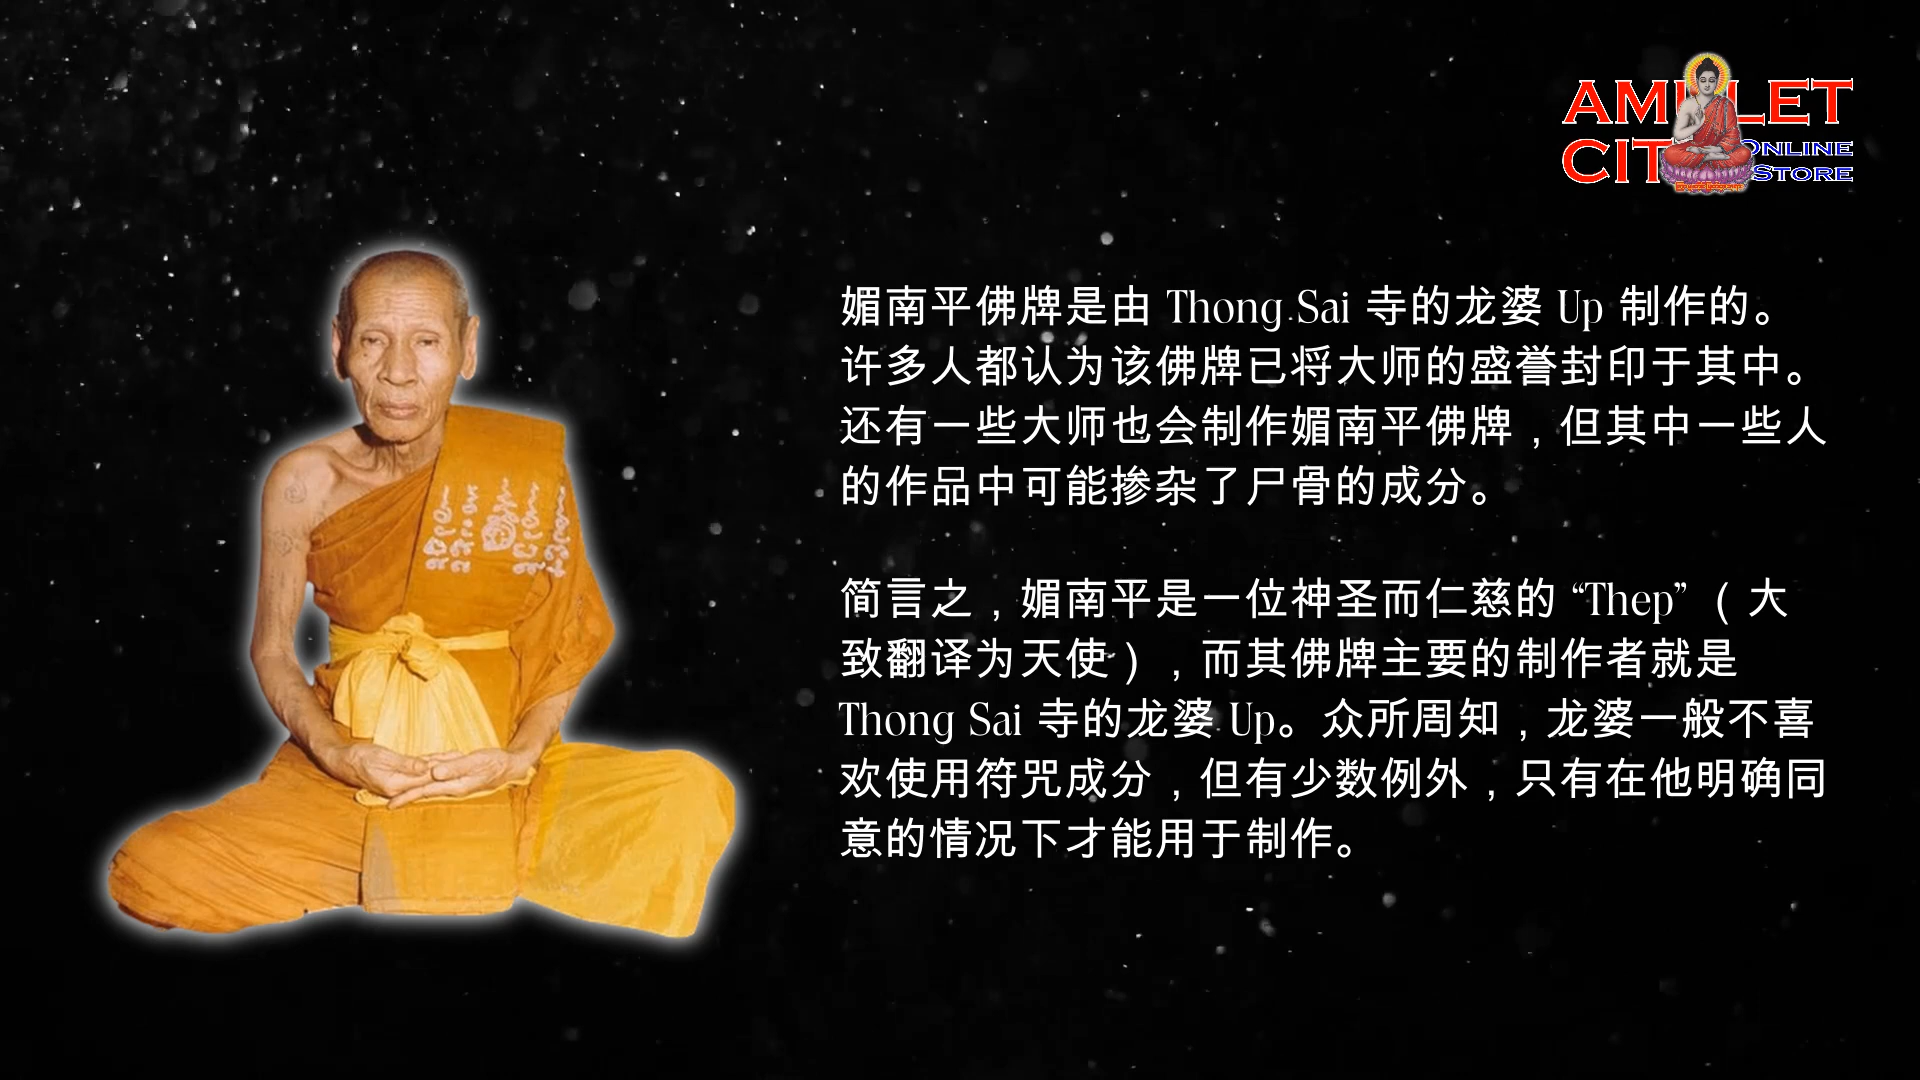 AMULET
CITY ONLINE
STORE
媚南平佛牌是由 Thong Sai 寺的龙婆 Up 制作的。
许多人都认为该佛牌已将大师的盛誉封印于其中。
还有一些大师也会制作媚南平佛牌，但其中一些人
的作品中可能掺杂了尸骨的成分。
简言之，媚南平是一位神圣而仁慈的 “Thep”（大
致翻译为天使），而其佛牌主要的制作者就是
Thong Sai 寺的龙婆 Up。众所周知，龙婆一般不喜
欢使用符咒成分，但有少数例外，只有在他明确同
意的情况下才能用于制作。